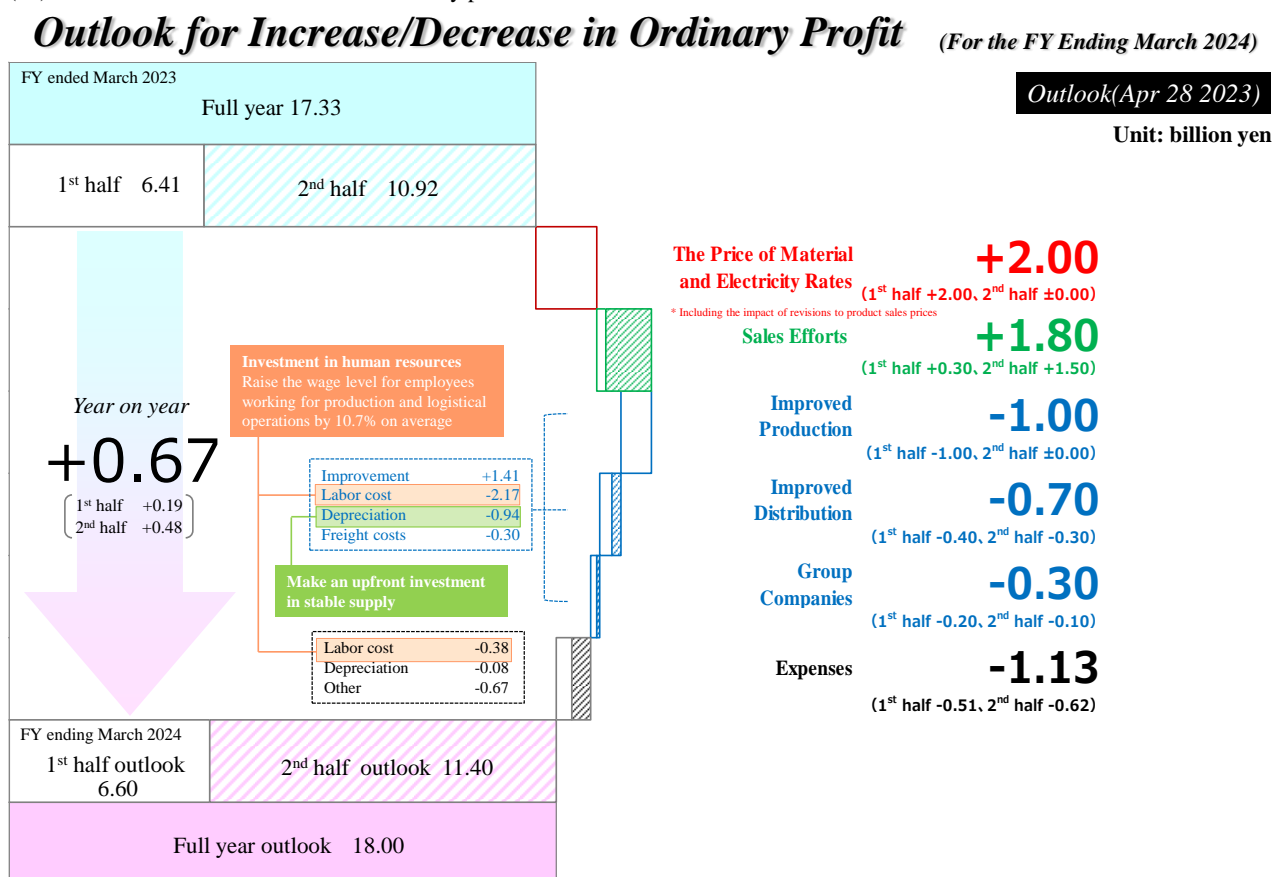 Outlook for Increase/Decrease in Ordinary Profit (For the FY Ending March 2024)
FY ended March 2023
Full year 17.33
Outlook(Apr 28 2023)
Unit: billion yen
1st half 6.41
2nd half 10.92
The Price of Material
and Electricity Rates
+2.00
(1st half +2.00、2nd half ±0.00)
* Including the impact of revisions to product sales prices
Sales Efforts
+1.80
(1st half +0.30、2nd half +1.50)
Improved
Production
-1.00
(1st half -1.00、2nd half ±0.00)
Improved
Distribution
-0.70
(1st half -0.40、2nd half -0.30)
Group
Companies
-0.30
(1st half -0.20、2nd half -0.10)
Expenses
-1.13
(1st half -0.51、2nd half -0.62)
Investment in human resources
Raise the wage level for employees
working for production and logistical
operations by 10.7% on average
Year on year
+0.67
1st half +0.19
2nd half +0.48
Improvement +1.41
Labor cost -2.17
Depreciation -0.94
Freight costs -0.30
Make an upfront investment
in stable supply
Labor cost -0.38
Depreciation -0.08
Other -0.67
FY ending March 2024
1st half outlook
6.60
2nd half outlook 11.40
Full year outlook 18.00